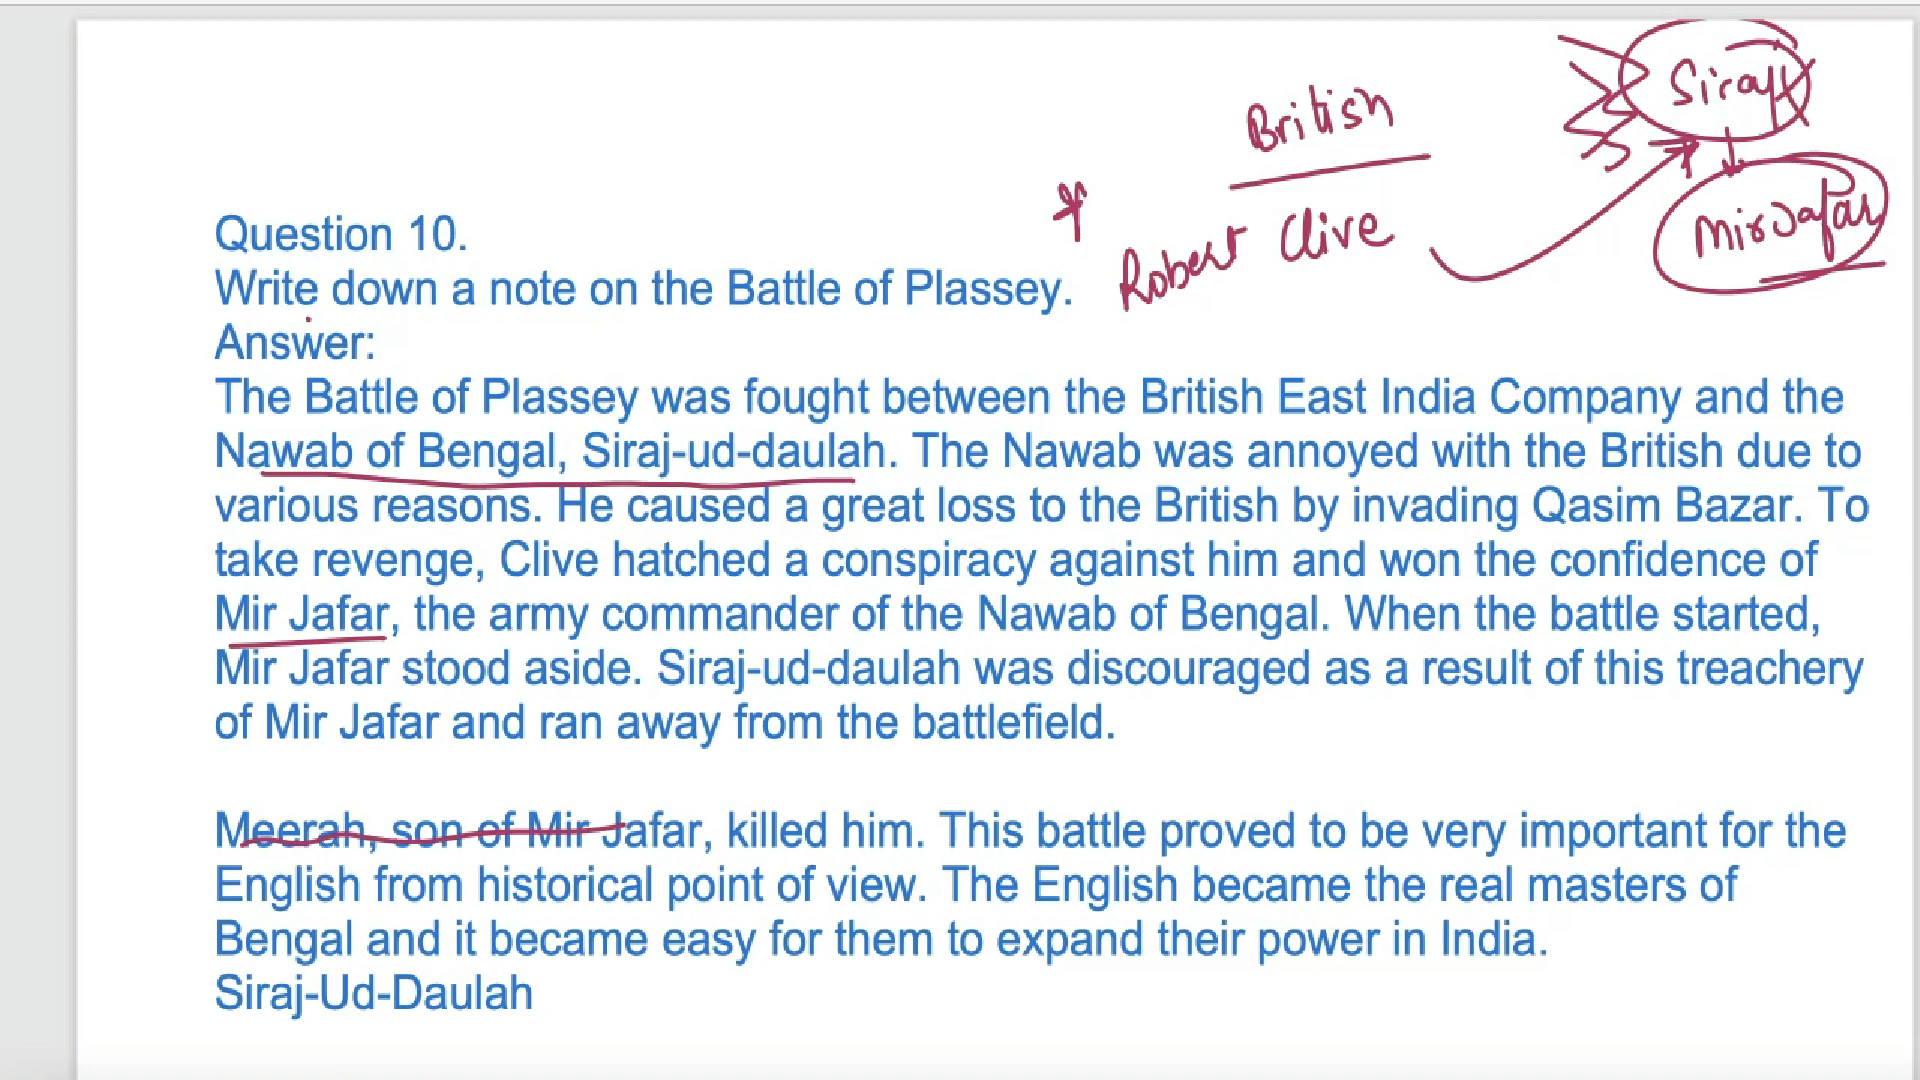 Siraj
British
Mir Jafar
Robert Clive
Question 10.
Write down a note on the Battle of Plassey.
Answer:
The Battle of Plassey was fought between the British East India Company and the
Nawab of Bengal, Siraj-ud-daulah. The Nawab was annoyed with the British due to
various reasons. He caused a great loss to the British by invading Qasim Bazar. To
take revenge, Clive hatched a conspiracy against him and won the confidence of
Mir Jafar, the army commander of the Nawab of Bengal. When the battle started,
Mir Jafar stood aside. Siraj-ud-daulah was discouraged as a result of this treachery
of Mir Jafar and ran away from the battlefield.
Meerah, son of Mir Jafar, killed him. This battle proved to be very important for the
English from historical point of view. The English became the real masters of
Bengal and it became easy for them to expand their power in India.
Siraj-Ud-Daulah